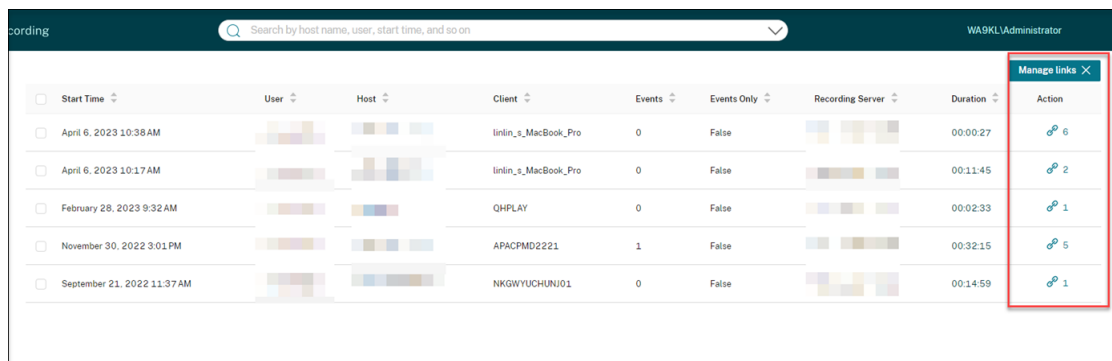 cording
Search by host name, user, start time, and so on
WA9KL\Administrator
Manage links
Start Time User Host Client Events Events Only Recording Server Duration Action
April 6, 2023 10:38 AM linlin_s_MacBook_Pro 0 False 00:00:27 6
April 6, 2023 10:17 AM linlin_s_MacBook_Pro 0 False 00:11:45 2
February 28, 2023 9:32 AM QHPLAY 0 False 00:02:33 1
November 30, 2022 3:01 PM APACPMD2221 1 False 00:32:15 5
September 21, 2022 11:37 AM NKGWYUCHUNJ01 0 False 00:14:59 1